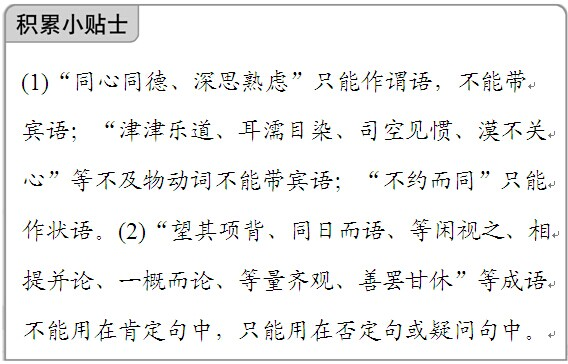 积累小贴士
(1)“同心同德、深思熟虑”只能作谓语，不能带
宾语；“津津乐道、耳濡目染、司空见惯、漠不关
心”等不及物动词不能带宾语；“不约而同”只能
作状语。(2)“望其项背、同日而语、等闲视之、相
提并论、一概而论、等量齐观、善罢甘休”等成语
不能用在肯定句中，只能用在否定句或疑问句中。